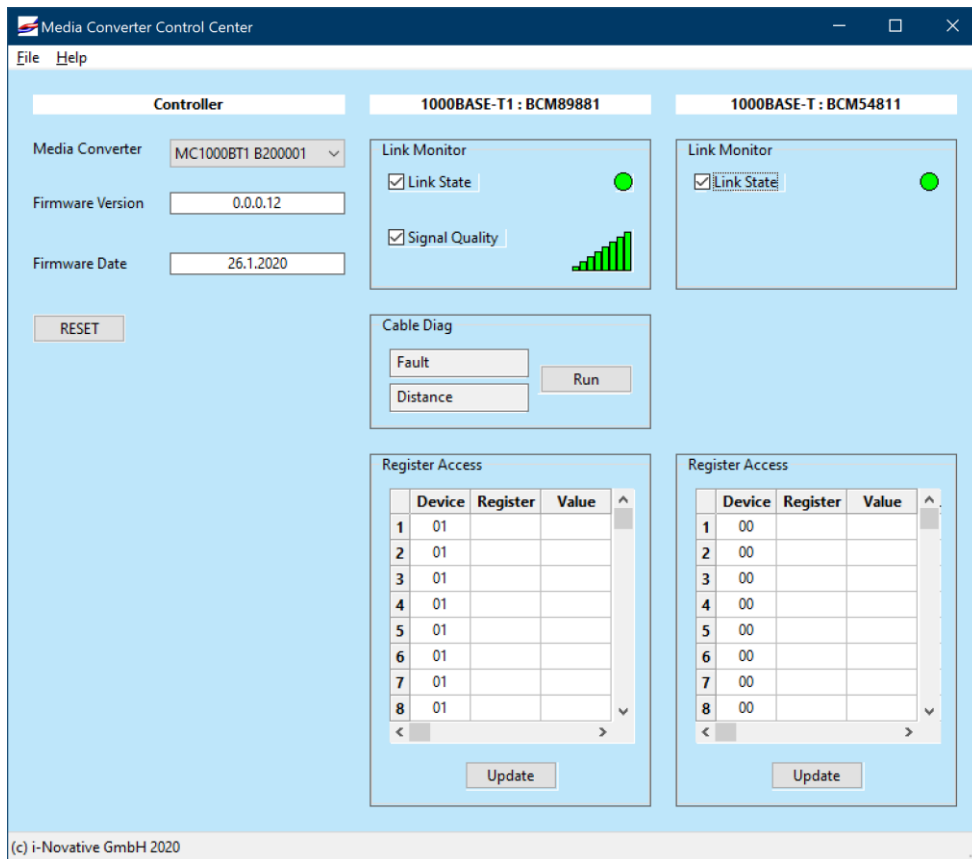 Media Converter Control Center
File Help
Controller
Media Converter MC1000BT1 B200001
Firmware Version 0.0.0.12
Firmware Date 26.1.2020
RESET
1000BASE-T1 : BCM89881
Link Monitor
Link State
Signal Quality
Cable Diag
Fault
Distance
Run
Register Access
Device Register Value
1 01
2 01
3 01
4 01
5 01
6 01
7 01
8 01
Update
1000BASE-T : BCM54811
Link Monitor
Link State
Register Access
Device Register Value
1 00
2 00
3 00
4 00
5 00
6 00
7 00
8 00
Update
(c) i-Novative GmbH 2020